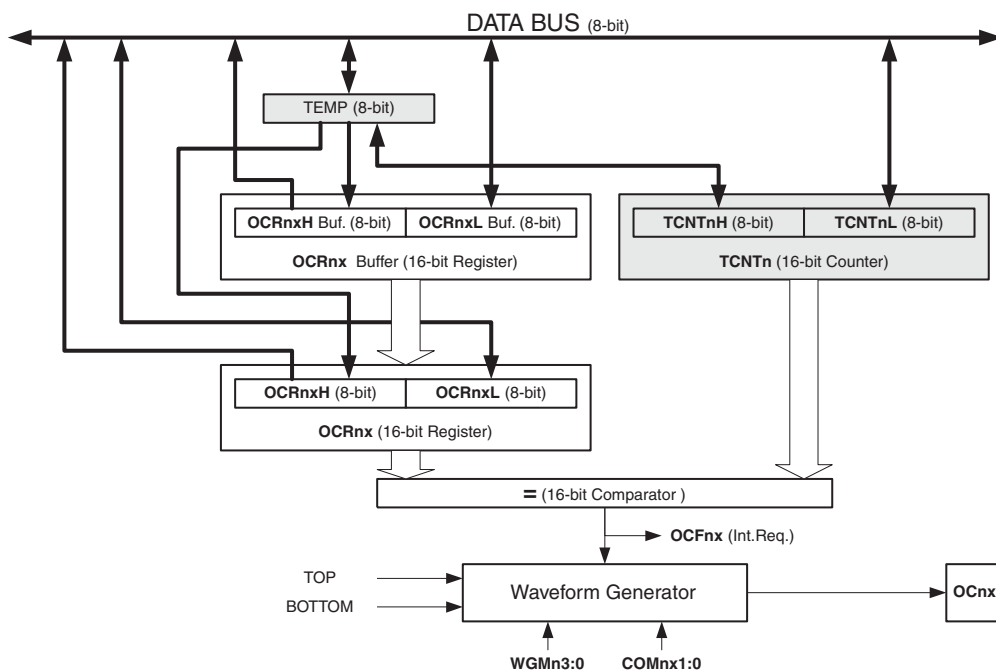 DATA BUS (8-bit)
TEMP (8-bit)
OCRnxH Buf. (8-bit) OCRnxL Buf. (8-bit)
OCRnx Buffer (16-bit Register)
TCNTnH (8-bit) TCNTnL (8-bit)
TCNTn (16-bit Counter)
OCRnxH (8-bit) OCRnxL (8-bit)
OCRnx (16-bit Register)
= (16-bit Comparator )
OCFnx (Int.Req.)
TOP
BOTTOM
Waveform Generator
OCnx
WGMn3:0 COMnx1:0